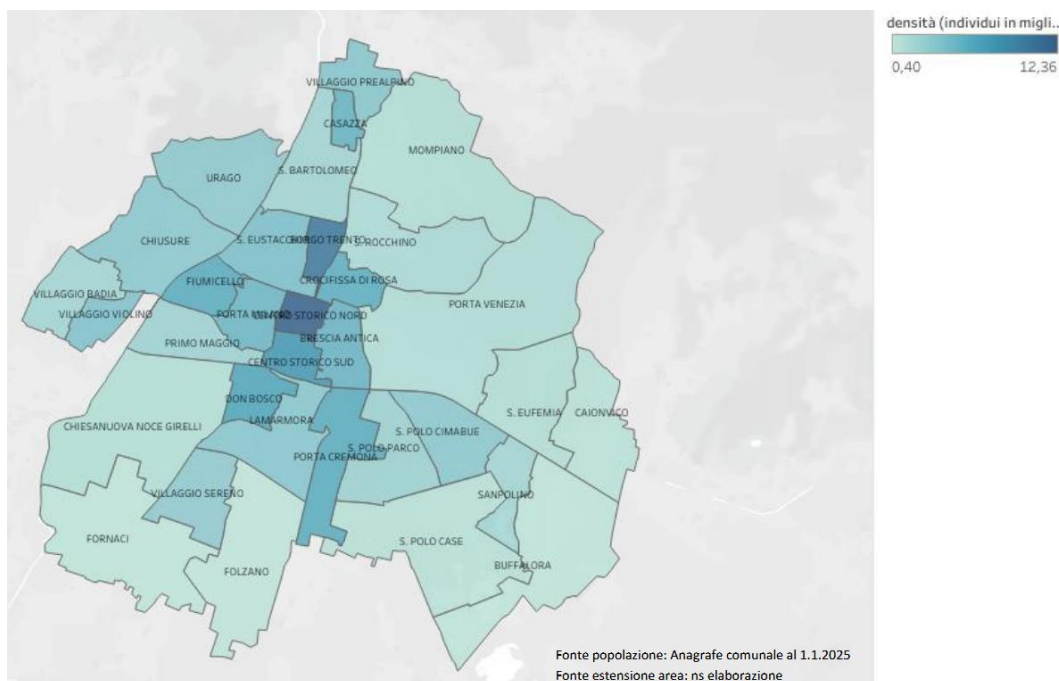 densità (individui in migli..
0,40 12,36
VILLAGGIO PREALPINO
CASAZZA
MOMPIANO
S. BARTOLOMEO
URAGO
CHIUSURE
S. EUSTACCHIO
BORGO TRENTO
S. ROCCHINO
FIUMICELLO
CROCIFISSA DI ROSA
VILLAGGIO BADIA
VILLAGGIO VIOLINO
PORTA
CENTRO STORICO NORD
PORTA VENEZIA
PRIMO MAGGIO
BRESCIA ANTICA
CENTRO STORICO SUD
DON BOSCO
LAMARMORA
CHIESANUOVA NOCE GIRELLI
S. EUFEMIA
CAIONVICO
S. POLO CIMABUE
S. POLO PARCO
PORTA CREMONA
VILLAGGIO SERENO
SANPOLINO
FORNACI
S. POLO CASE
FOLZANO
BUFFALORA
Fonte popolazione: Anagrafe comunale al 1.1.2025
Fonte estensione area: ns elaborazione